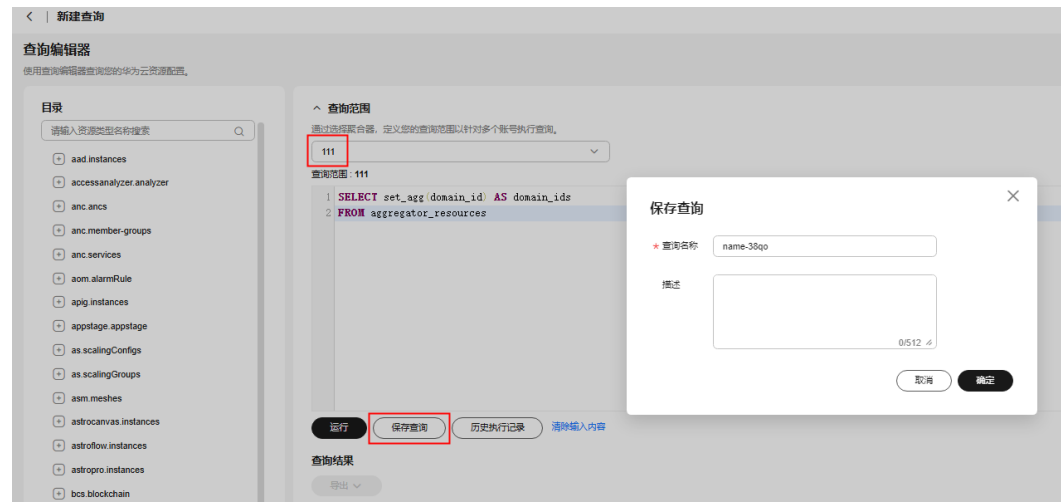 新建查询
查询编辑器
使用查询编辑器查询您的华为云资源配置。
目录
请输入资源类型名称搜索
aad.instances
accessanalyzer.analyzer
anc.ancs
anc.member-groups
anc.services
aom.alarmRule
apig.instances
appstage.appstage
as.scalingConfigs
as.scalingGroups
asm.meshes
astrocanvas.instances
astroflow.instances
astropro.instances
bcs.blockchain
查询范围
通过选择聚合器，定义您的查询范围以针对多个账号执行查询。
111
查询范围 : 111
1 SELECT set_agg(domain_id) AS domain_ids
2 FROM aggregator_resources
运行 保存查询 历史执行记录 清除输入内容
查询结果
导出
保存查询
* 查询名称 name-38qo
描述
0/512
取消 确定